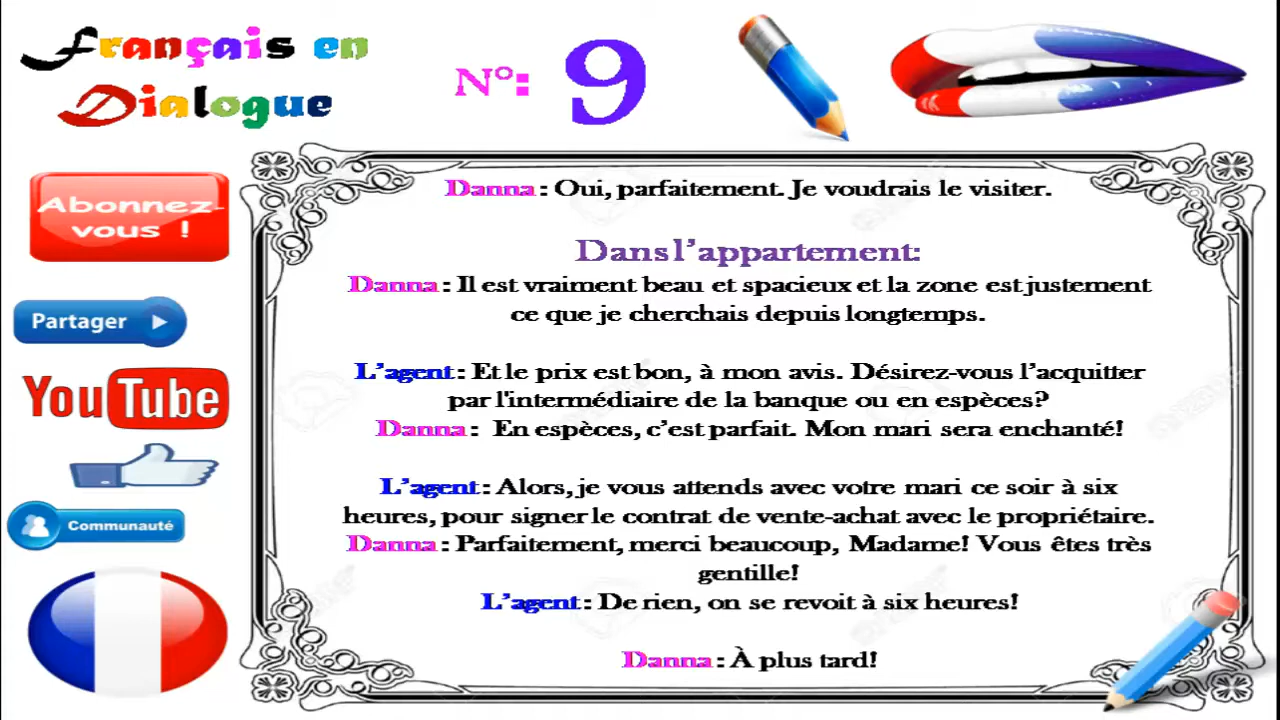 Français en
Dialogue
N°: 9
Abonnez-
vous !
Partager
YouTube
Communauté
Danna : Oui, parfaitement. Je voudrais le visiter.
Dans l'appartement:
Danna : Il est vraiment beau et spacieux et la zone est justement
ce que je cherchais depuis longtemps.
L'agent : Et le prix est bon, à mon avis. Désirez-vous l'acquitter
par l'intermédiaire de la banque ou en espèces?
Danna : En espèces, c'est parfait. Mon mari sera enchanté!
L'agent : Alors, je vous attends avec votre mari ce soir à six
heures, pour signer le contrat de vente-achat avec le propriétaire.
Danna : Parfaitement, merci beaucoup, Madame! Vous êtes très
gentille!
L'agent : De rien, on se revoit à six heures!
Danna : À plus tard!